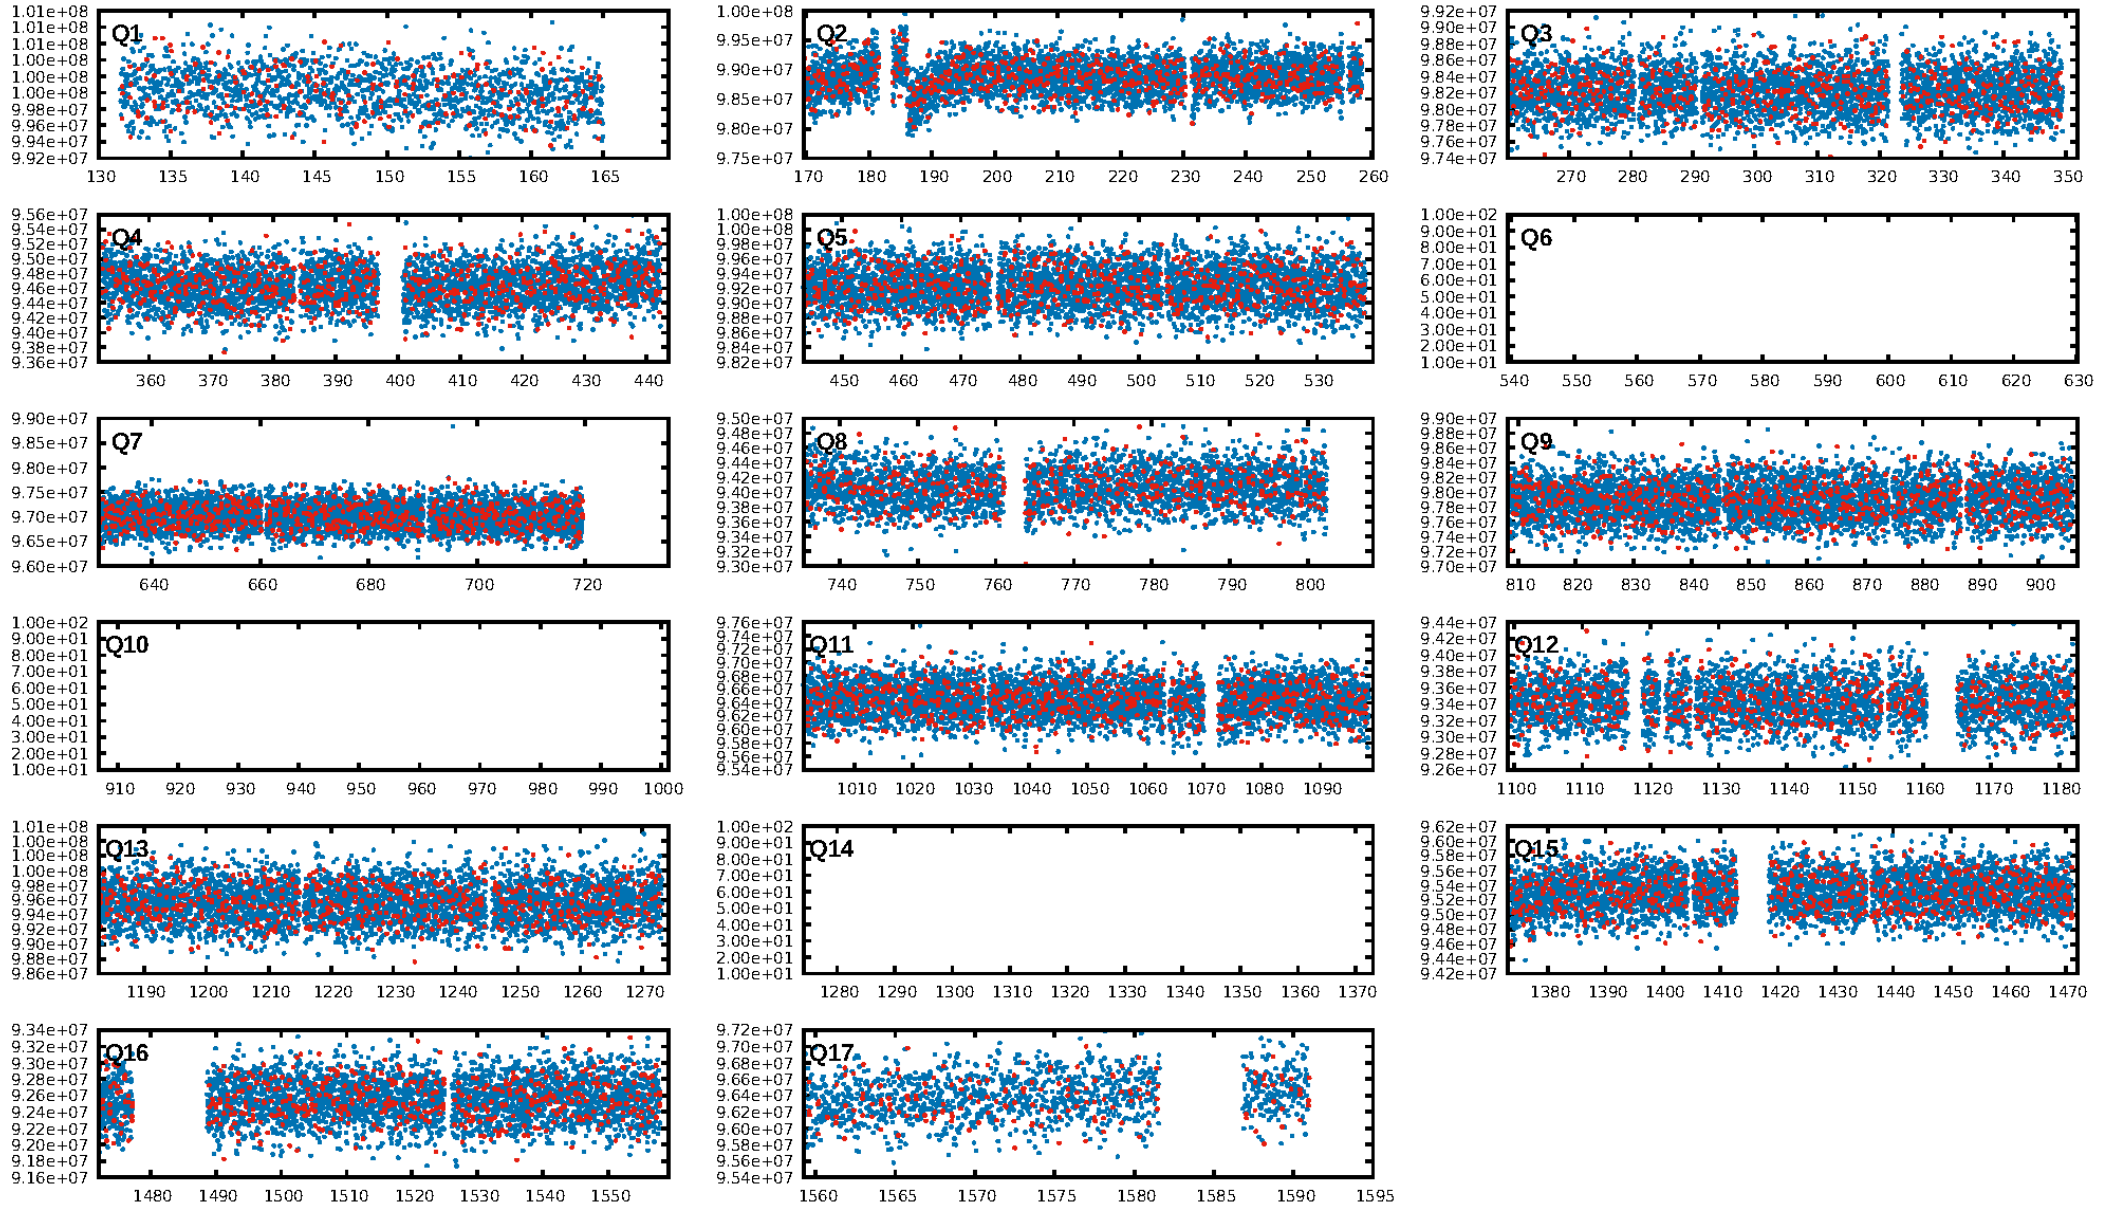 1.01e+08
1.01e+08
1.01e+08
1.00e+08
1.00e+08
1.00e+08
9.98e+07
9.96e+07
9.94e+07
9.92e+07
Q1
130 135 140 145 150 155 160 165
1.00e+08
9.95e+07
9.90e+07
9.85e+07
9.80e+07
9.75e+07
Q2
170 180 190 200 210 220 230 240 250 260
9.92e+07
9.90e+07
9.88e+07
9.86e+07
9.84e+07
9.82e+07
9.80e+07
9.78e+07
9.76e+07
9.74e+07
Q3
270 280 290 300 310 320 330 340 350
9.56e+07
9.54e+07
9.52e+07
9.50e+07
9.48e+07
9.46e+07
9.44e+07
9.42e+07
9.40e+07
9.38e+07
9.36e+07
Q4
360 370 380 390 400 410 420 430 440
1.00e+08
1.00e+08
9.98e+07
9.96e+07
9.94e+07
9.92e+07
9.90e+07
9.88e+07
9.86e+07
9.84e+07
9.82e+07
Q5
450 460 470 480 490 500 510 520 530
1.00e+02
9.00e+01
8.00e+01
7.00e+01
6.00e+01
5.00e+01
4.00e+01
3.00e+01
2.00e+01
1.00e+01
Q6
540 550 560 570 580 590 600 610 620 630
9.90e+07
9.85e+07
9.80e+07
9.75e+07
9.70e+07
9.65e+07
9.60e+07
Q7
640 660 680 700 720
9.50e+07
9.48e+07
9.46e+07
9.44e+07
9.42e+07
9.40e+07
9.38e+07
9.36e+07
9.34e+07
9.32e+07
9.30e+07
Q8
740 750 760 770 780 790 800
9.90e+07
9.88e+07
9.86e+07
9.84e+07
9.82e+07
9.80e+07
9.78e+07
9.76e+07
9.74e+07
9.72e+07
9.70e+07
Q9
810 820 830 840 850 860 870 880 890 900
1.00e+02
9.00e+01
8.00e+01
7.00e+01
6.00e+01
5.00e+01
4.00e+01
3.00e+01
2.00e+01
1.00e+01
Q10
910 920 930 940 950 960 970 980 990 1000
9.76e+07
9.74e+07
9.72e+07
9.70e+07
9.68e+07
9.66e+07
9.64e+07
9.62e+07
9.60e+07
9.58e+07
9.56e+07
9.54e+07
Q11
1010 1020 1030 1040 1050 1060 1070 1080 1090
9.44e+07
9.42e+07
9.40e+07
9.38e+07
9.36e+07
9.34e+07
9.32e+07
9.30e+07
9.28e+07
9.26e+07
Q12
1100 1110 1120 1130 1140 1150 1160 1170 1180
1.01e+08
1.00e+08
1.00e+08
1.00e+08
9.98e+07
9.96e+07
9.94e+07
9.92e+07
9.90e+07
9.88e+07
9.86e+07
Q13
1190 1200 1210 1220 1230 1240 1250 1260 1270
1.00e+02
9.00e+01
8.00e+01
7.00e+01
6.00e+01
5.00e+01
4.00e+01
3.00e+01
2.00e+01
1.00e+01
Q14
1280 1290 1300 1310 1320 1330 1340 1350 1360 1370
9.62e+07
9.60e+07
9.58e+07
9.56e+07
9.54e+07
9.52e+07
9.50e+07
9.48e+07
9.46e+07
9.44e+07
9.42e+07
Q15
1380 1390 1400 1410 1420 1430 1440 1450 1460 1470
9.34e+07
9.32e+07
9.30e+07
9.28e+07
9.26e+07
9.24e+07
9.22e+07
9.20e+07
9.18e+07
9.16e+07
Q16
1480 1490 1500 1510 1520 1530 1540 1550
9.72e+07
9.70e+07
9.68e+07
9.66e+07
9.64e+07
9.62e+07
9.60e+07
9.58e+07
9.56e+07
9.54e+07
Q17
1560 1565 1570 1575 1580 1585 1590 1595